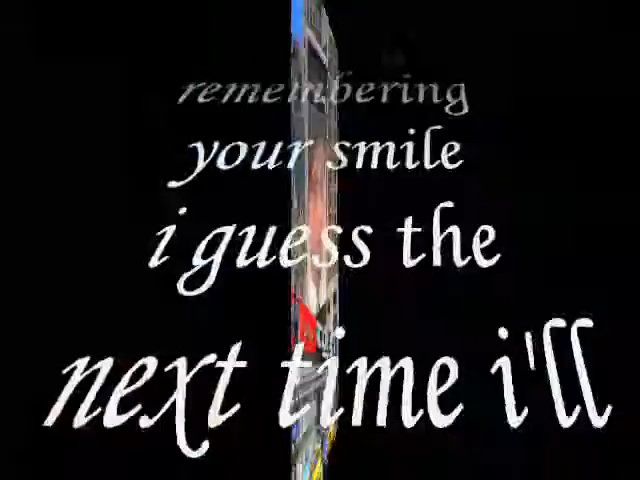 remembering
your smile
i guess the
next time i'll